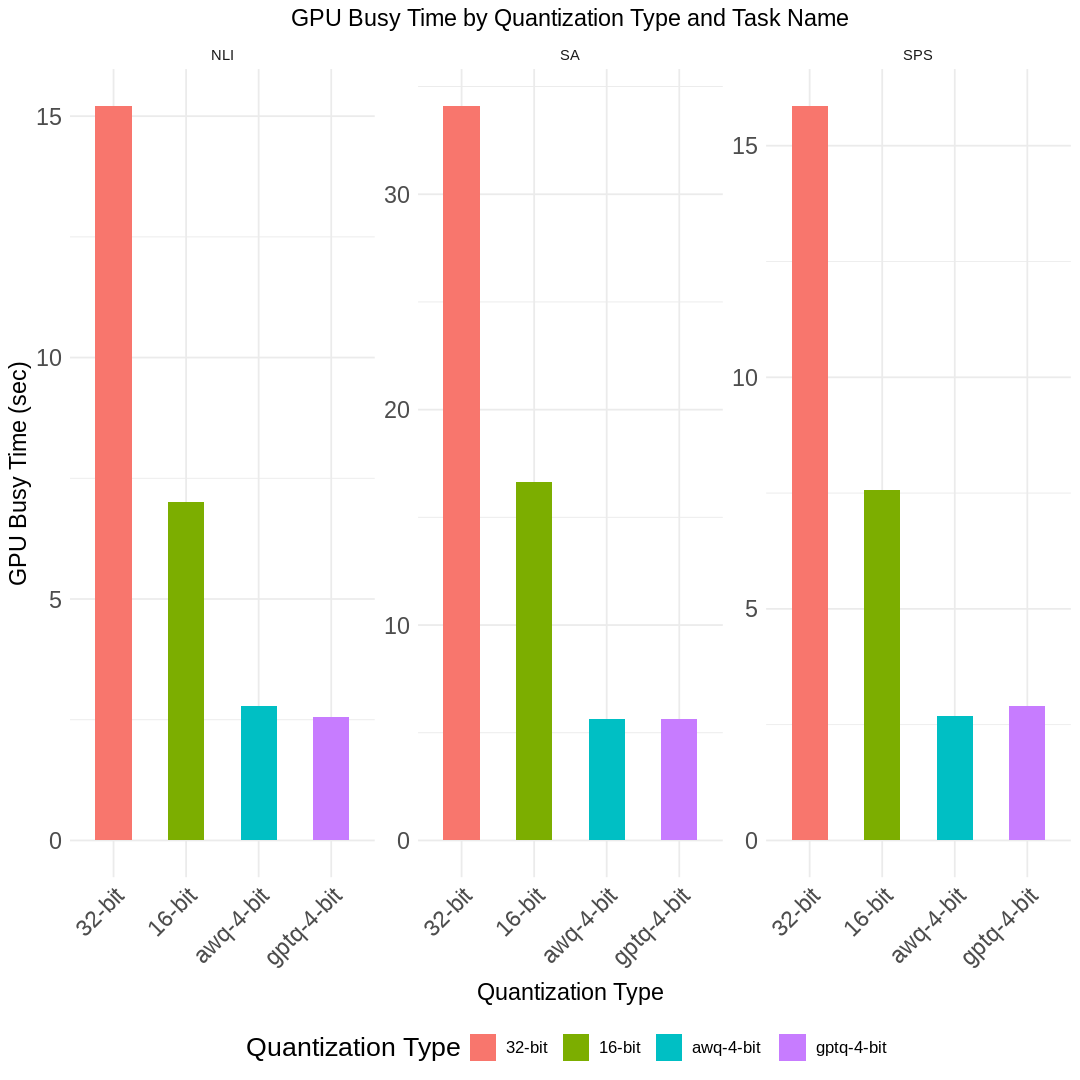 GPU Busy Time by Quantization Type and Task Name
NLI
SA
SPS
GPU Busy Time (sec)
15
10
5
0
30
20
10
0
15
10
5
0
32-bit
16-bit
awq-4-bit
gptq-4-bit
32-bit
16-bit
awq-4-bit
gptq-4-bit
32-bit
16-bit
awq-4-bit
gptq-4-bit
Quantization Type
Quantization Type 32-bit 16-bit awq-4-bit gptq-4-bit